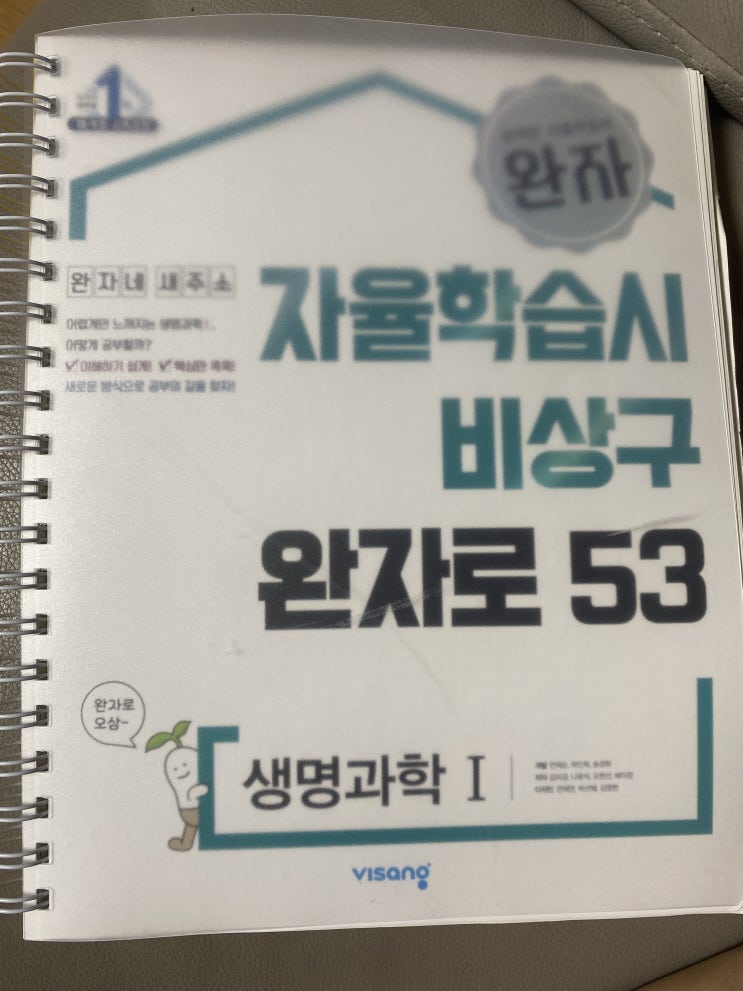 1
완자
완자네 새주소
어렵게만 느껴지는 생명과학Ⅰ,
어떻게 공부할까?
이해하기 쉽게! 핵심만 쏙쏙!
새로운 방식으로 공부의 길을 찾자!
자율학습시
비상구
완자로 53
완자로
오삼~
생명과학 Ⅰ
visang